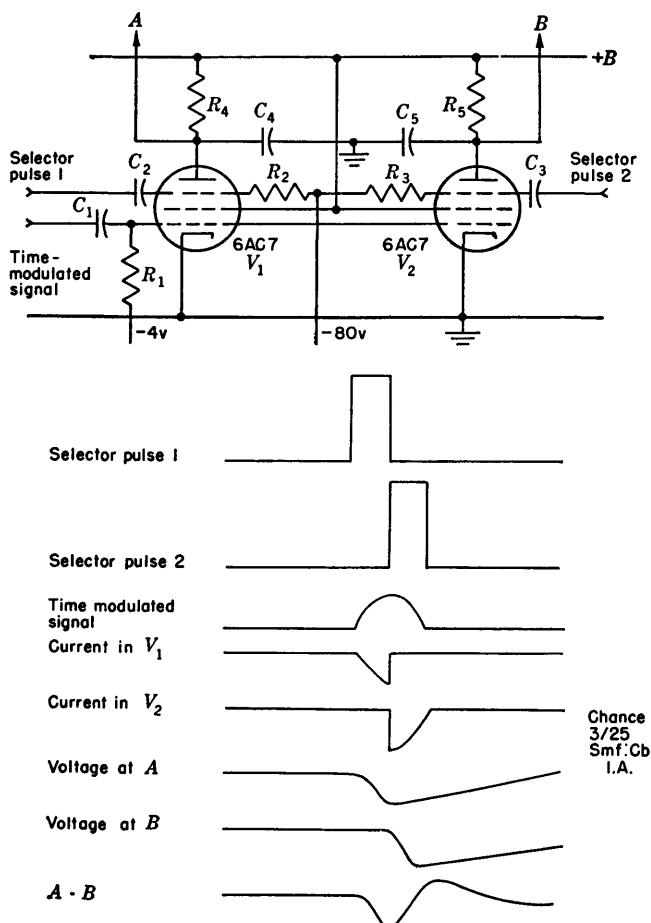 A
B
+B
R4
C4
C5
R5
Selector
pulse 1
C2
R2
R3
C3
Selector
pulse 2
C1
6AG7
V1
6AG7
V2
Time-
modulated
signal
R1
-4v
-80v
Selector pulse 1
Selector pulse 2
Time modulated
signal
Current in V1
Current in V2
Chance
3/25
Smf:Cb
I.A.
Voltage at A
Voltage at B
A - B